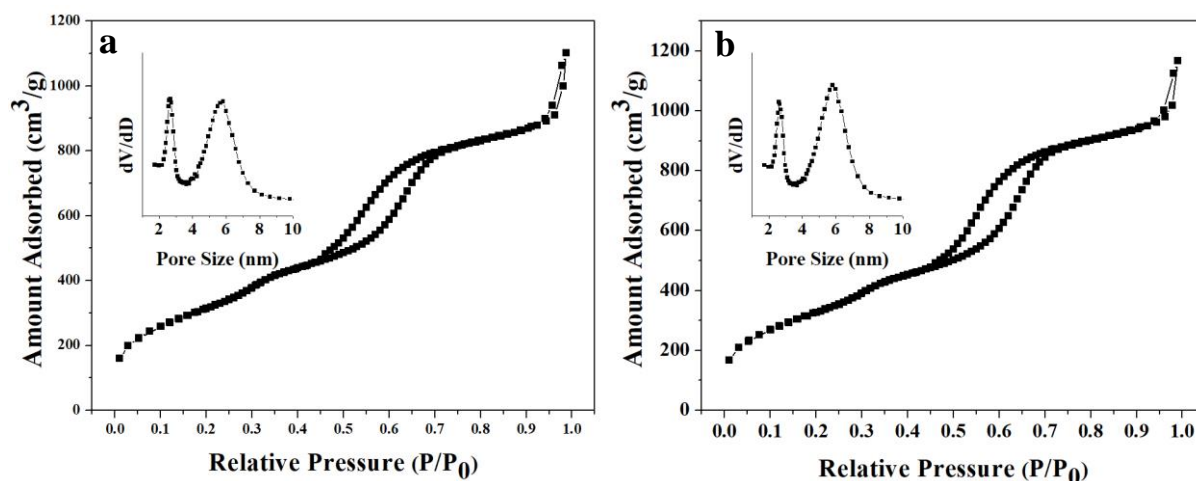 a
1200
1000
800
600
400
200
0
Amount Adsorbed (cm³/g)
dV/dD
2 4 6 8 10
Pore Size (nm)
0.0 0.1 0.2 0.3 0.4 0.5 0.6 0.7 0.8 0.9 1.0
Relative Pressure (P/P₀)
b
1200
1000
800
600
400
200
0
Amount Adsorbed (cm³/g)
dV/dD
2 4 6 8 10
Pore Size (nm)
0.0 0.1 0.2 0.3 0.4 0.5 0.6 0.7 0.8 0.9 1.0
Relative Pressure (P/P₀)